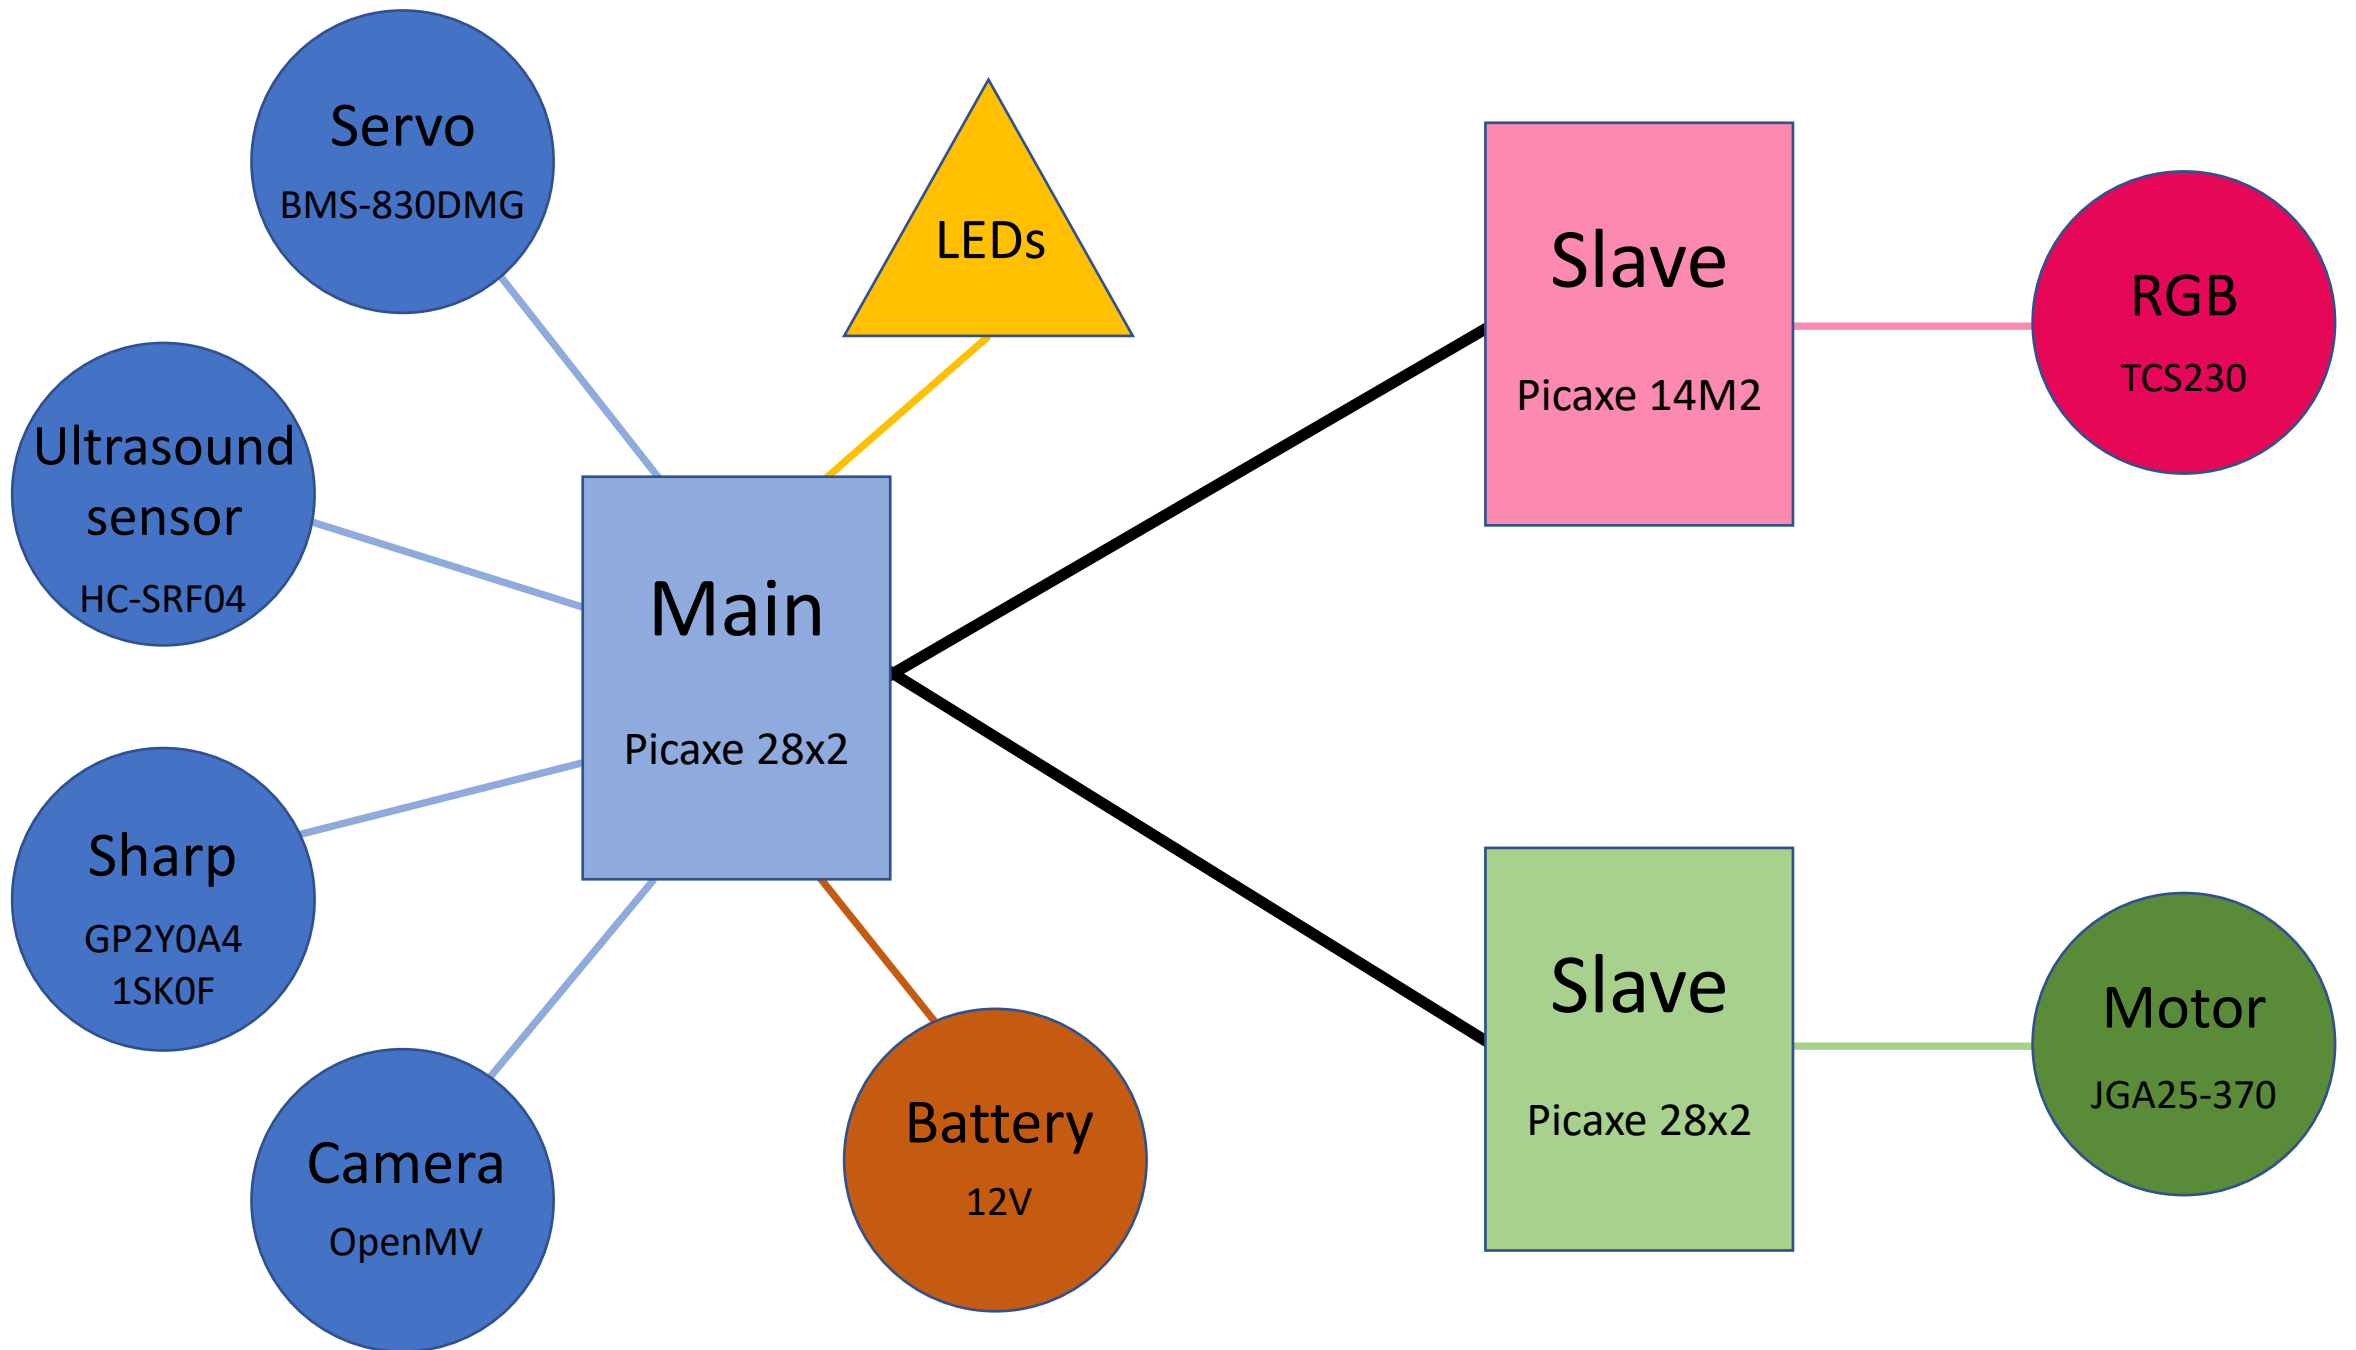 Servo
BMS-830DMG
LEDs
Ultrasound
sensor
HC-SRF04
Main
Picaxe 28x2
Sharp
GP2Y0A4
1SK0F
Camera
OpenMV
Battery
12V
Slave
Picaxe 14M2
RGB
TCS230
Slave
Picaxe 28x2
Motor
JGA25-370